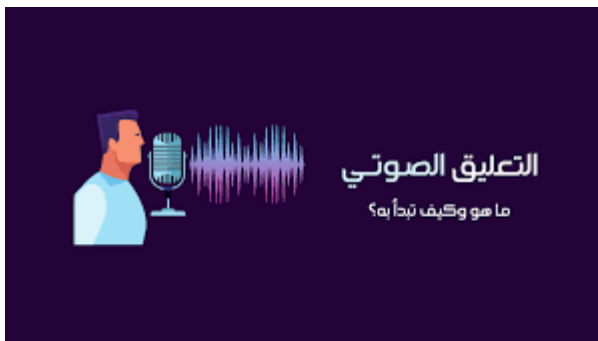 التعليق الصوتي
ما هو وكيف تبدأ به؟